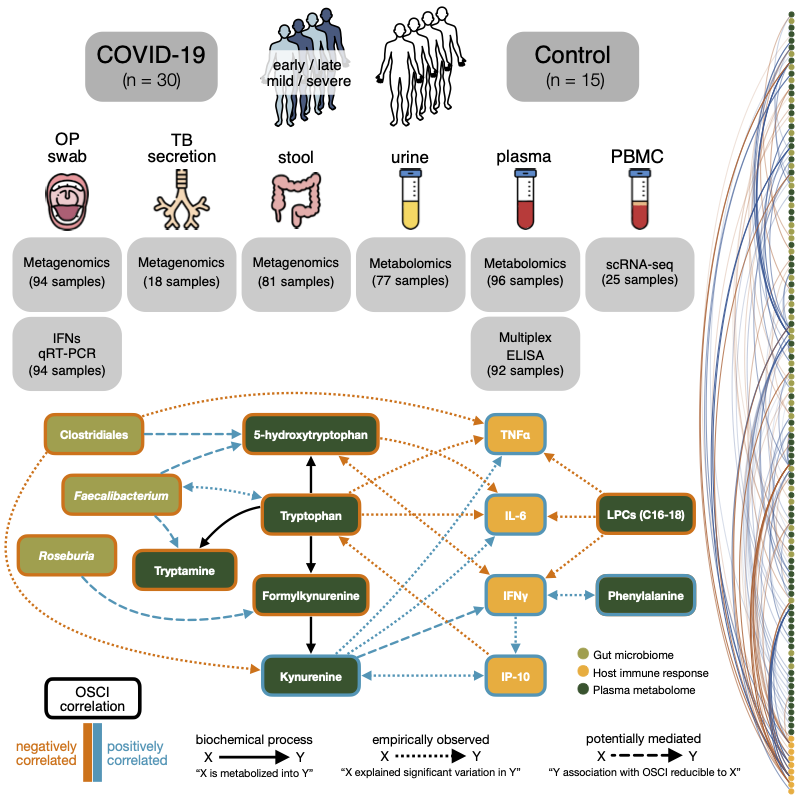 COVID-19
(n = 30)
early / late
mild / severe
Control
(n = 15)
OP
swab
TB
secretion
stool
urine
plasma
PBMC
Metagenomics
(94 samples)
Metagenomics
(18 samples)
Metagenomics
(81 samples)
Metabolomics
(77 samples)
Metabolomics
(96 samples)
scRNA-seq
(25 samples)
IFNs
qRT-PCR
(94 samples)
Multiplex
ELISA
(92 samples)
Clostridiales
5-hydroxytryptophan
TNFα
Faecalibacterium
Tryptophan
IL-6
LPCs (C16-18)
Roseburia
Tryptamine
Formylkynurenine
IFNγ
Phenylalanine
Kynurenine
IP-10
Gut microbiome
Host immune response
Plasma metabolome
OSCI
correlation
negatively
correlated
positively
correlated
biochemical process
X Y
“X is metabolized into Y”
empirically observed
X Y
“X explained significant variation in Y”
potentially mediated
X Y
“Y association with OSCI reducible to X”